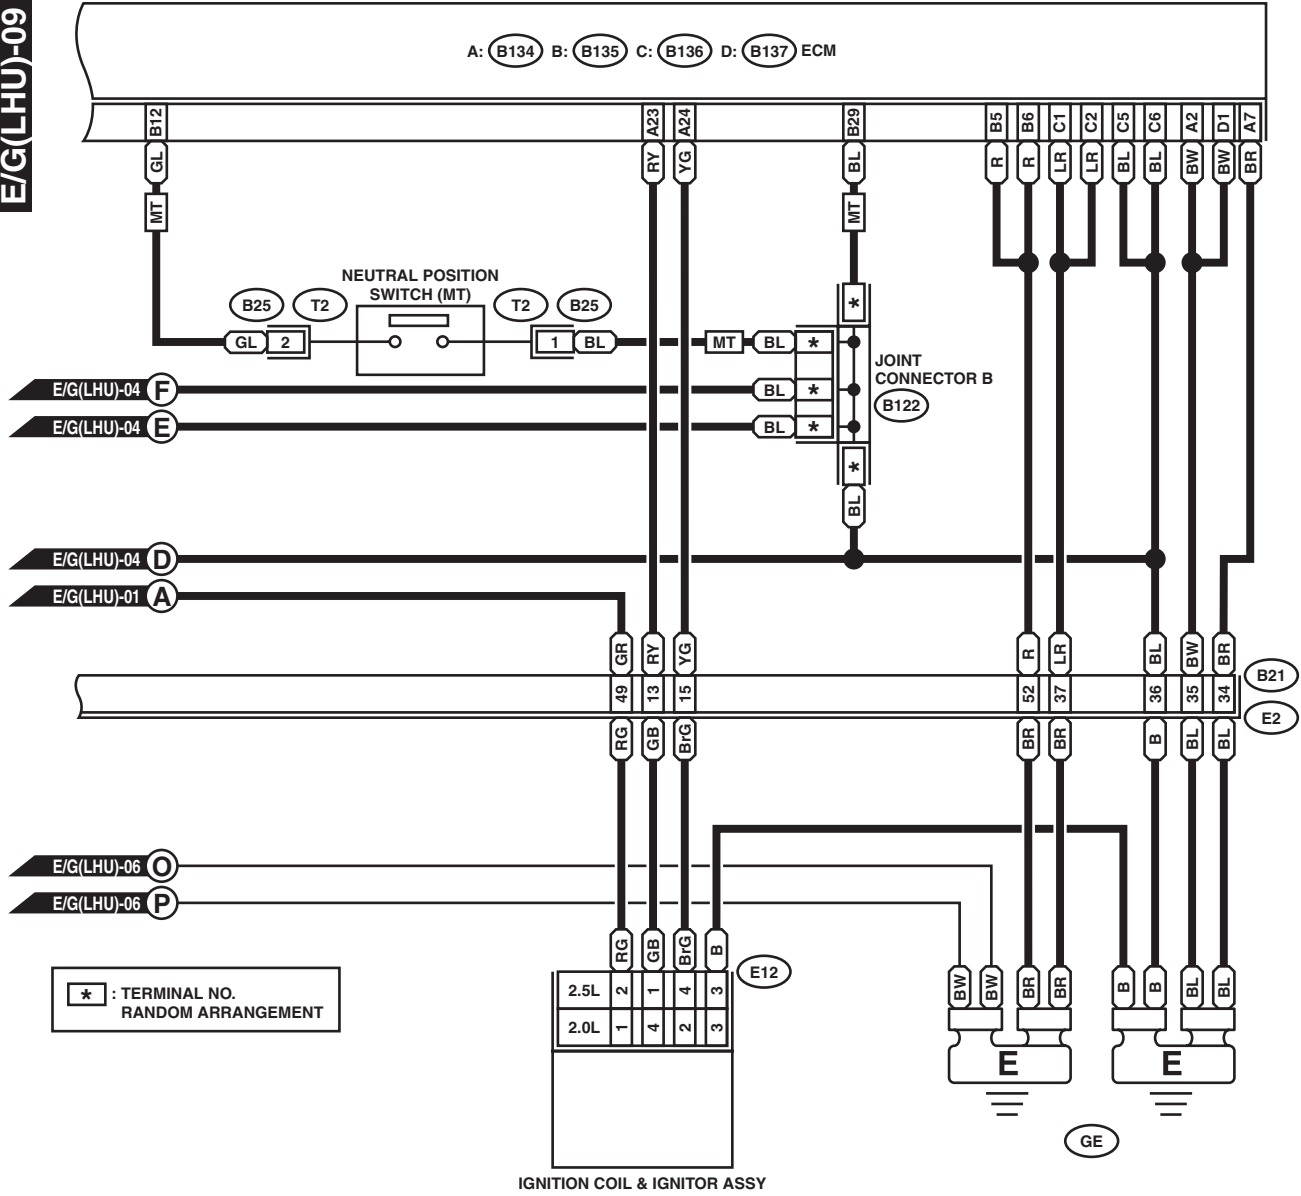 E/G(LHU)-09
A: B134 B: B135 C: B136 D: B137 ECM
B12 A23 A24 B29 B5 B6 C1 C2 C5 C6 A2 D1 A7
GL RY YG BL R R LR LR BL BL BW BW BR
MT MT
NEUTRAL POSITION
SWITCH (MT)
B25 T2 T2 B25
*
GL 2 1 BL MT BL *
JOINT
CONNECTOR B
B122
E/G(LHU)-04 F BL *
E/G(LHU)-04 E BL *
*
BL
E/G(LHU)-04 D
E/G(LHU)-01 A
GR RY YG R LR BL BW BR
B21
49 13 15 52 37 36 35 34
E2
RG GB BrG BR BR B BL BL
E/G(LHU)-06 O
E/G(LHU)-06 P
RG GB BrG B
E12
BW BW BR BR B B BL BL
2.5L 2 1 4 3
2.0L 1 4 2 3
* : TERMINAL NO.
RANDOM ARRANGEMENT
E E
GE
IGNITION COIL & IGNITOR ASSY